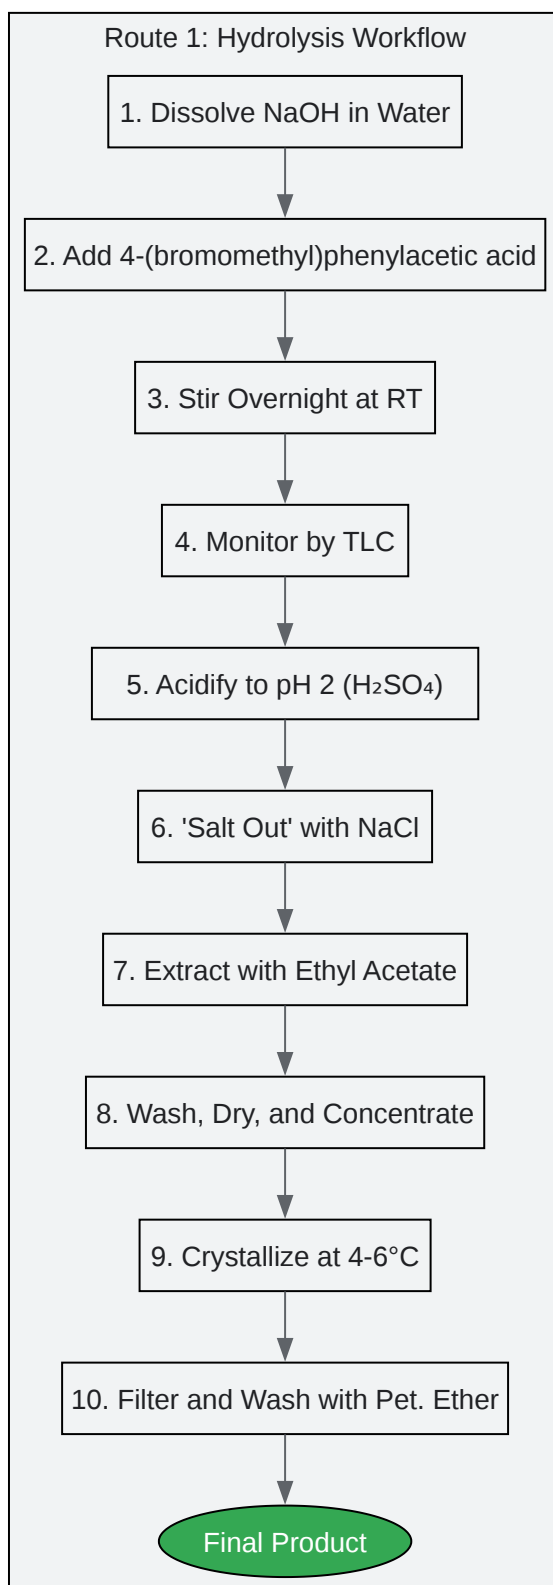 Route 1: Hydrolysis Workflow
1. Dissolve NaOH in Water
2. Add 4-(bromomethyl)phenylacetic acid
3. Stir Overnight at RT
4. Monitor by TLC
5. Acidify to pH 2 (H₂SO₄)
6. 'Salt Out' with NaCl
7. Extract with Ethyl Acetate
8. Wash, Dry, and Concentrate
9. Crystallize at 4-6°C
10. Filter and Wash with Pet. Ether
Final Product